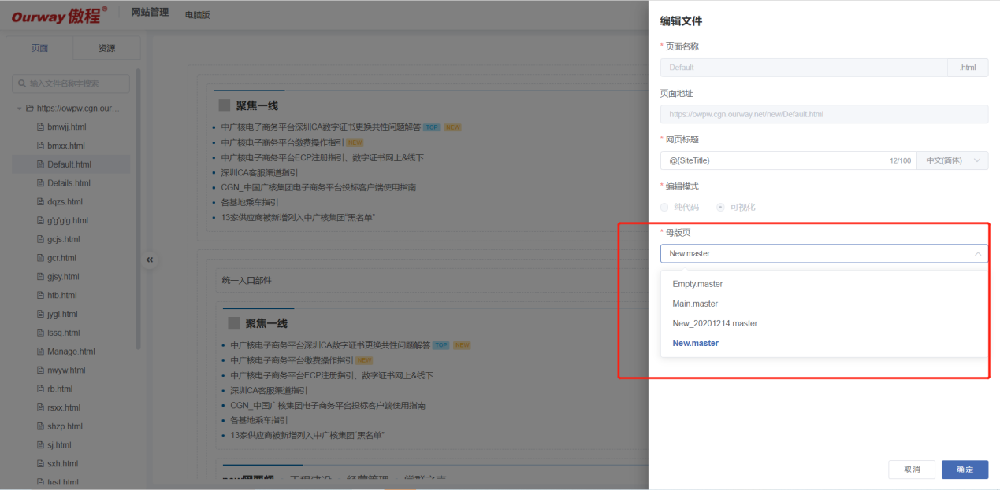 Ourway 傲程®
网站管理
电脑版
页面
资源
输入文件名称字搜索
https://owpw.cgn.our...
bmwjj.html
bmxx.html
Default.html
Details.html
dqzs.html
g'g'g'g.html
gcjs.html
gcr.html
gjsy.html
htb.html
jygl.html
lssq.html
Manage.html
nwyw.html
rb.html
rsxx.html
shzp.html
sj.html
sxh.html
test.html
聚焦一线
中广核电子商务平台深圳CA数字证书更换共性问题解答 TOP NEW
中广核电子商务平台缴费操作指引 NEW
中广核电子商务平台ECP注册指引、数字证书网上&线下
深圳CA客服渠道指引
CGN_中国广核集团电子商务平台投标客户端使用指南
各基地乘车指引
13家供应商被新增列入中广核集团"黑名单"
统一入口部件
聚焦一线
中广核电子商务平台深圳CA数字证书更换共性问题解答 TOP NEW
中广核电子商务平台缴费操作指引 NEW
中广核电子商务平台ECP注册指引、数字证书网上&线下
深圳CA客服渠道指引
CGN_中国广核集团电子商务平台投标客户端使用指南
各基地乘车指引
13家供应商被新增列入中广核集团"黑名单"
工程建设 经营管理 党群之声
编辑文件
* 页面名称
Default
.html
页面地址
https://owpw.cgn.ourway.net/new/Default.html
* 网页标题
@{SiteTitle}
12/100
中文(简体)
* 编辑模式
纯代码
可视化
* 母版页
New.master
Empty.master
Main.master
New_20201214.master
New.master
取消
确定